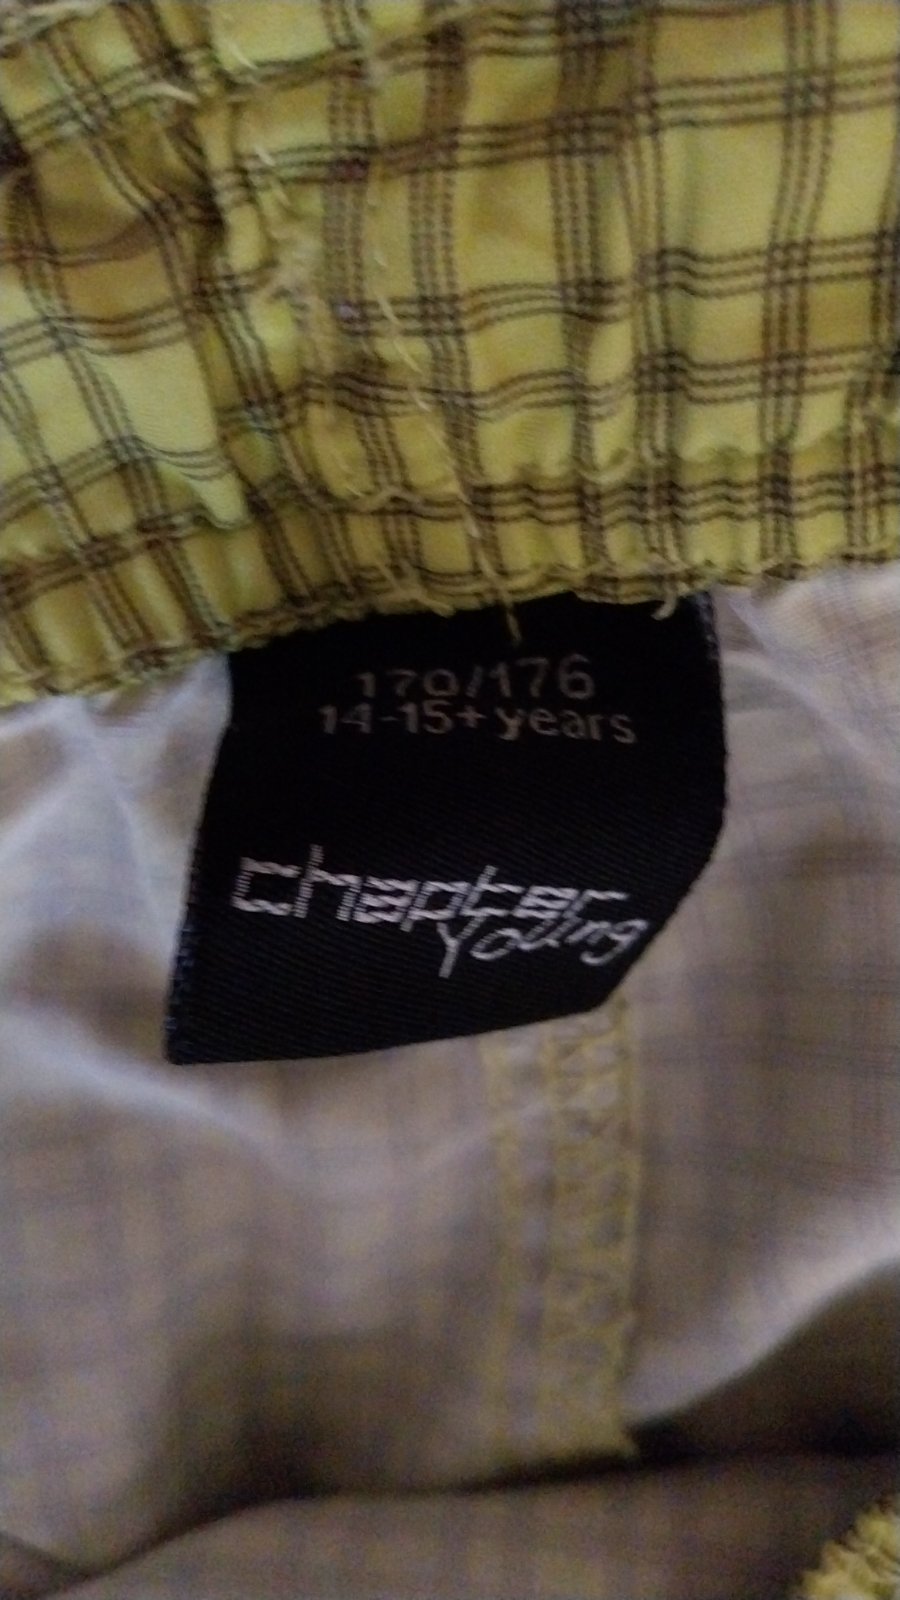 170/176
14-15+ years
chapter
Young